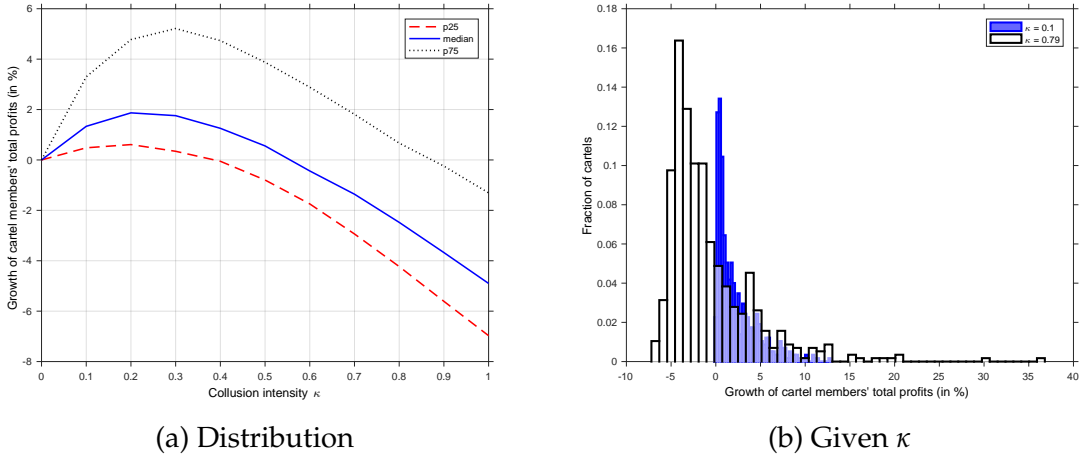 6
4
2
0
-2
-4
-6
-8
Growth of cartel members' total profits (in %)
p25
median
p75
0 0.1 0.2 0.3 0.4 0.5 0.6 0.7 0.8 0.9 1
Collusion intensity κ
(a) Distribution
0.18
0.16
0.14
0.12
0.1
0.08
0.06
0.04
0.02
0
Fraction of cartels
κ = 0.1
κ = 0.79
-10 -5 0 5 10 15 20 25 30 35 40
Growth of cartel members' total profits (in %)
(b) Given κ